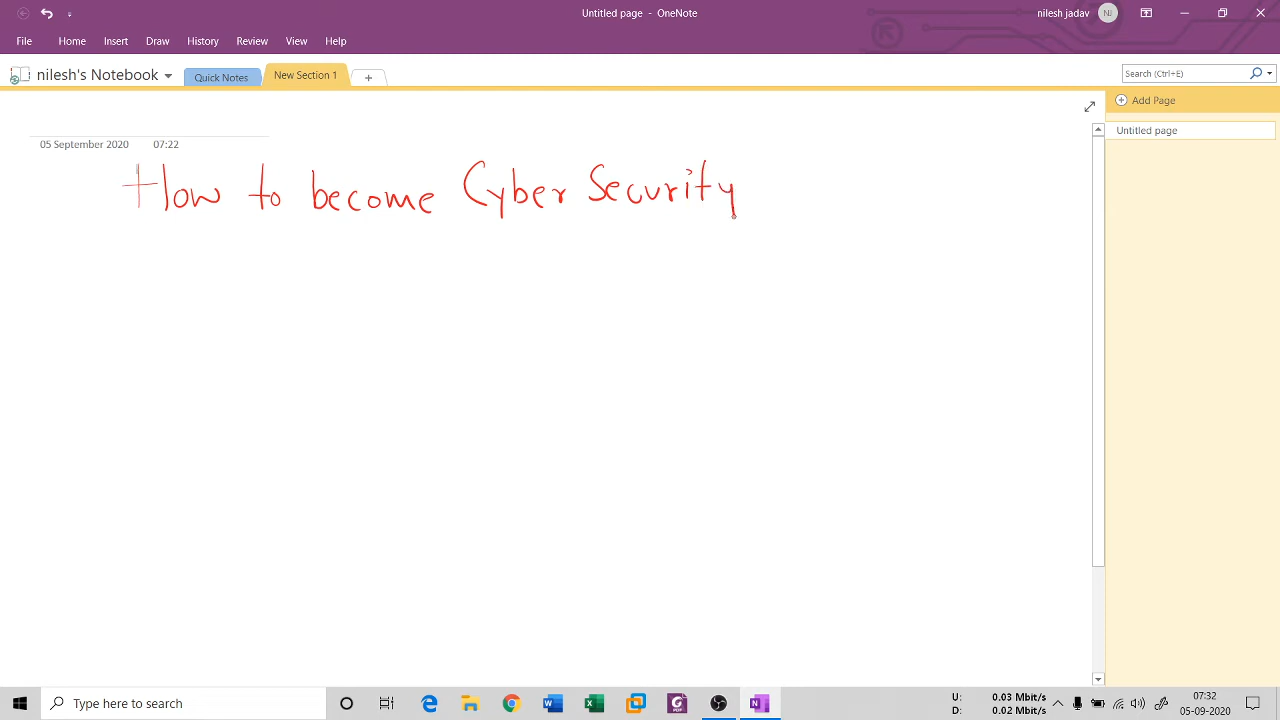 Untitled page - OneNote
nilesh jadav NJ
File Home Insert Draw History Review View Help
nilesh's Notebook Quick Notes New Section 1 +
Search (Ctrl+E)
Add Page
Untitled page
05 September 2020 07:22
How to become Cyber Security
Type here to search
U: 0.03 Mbit/s
D: 0.02 Mbit/s
07:32
05-09-2020